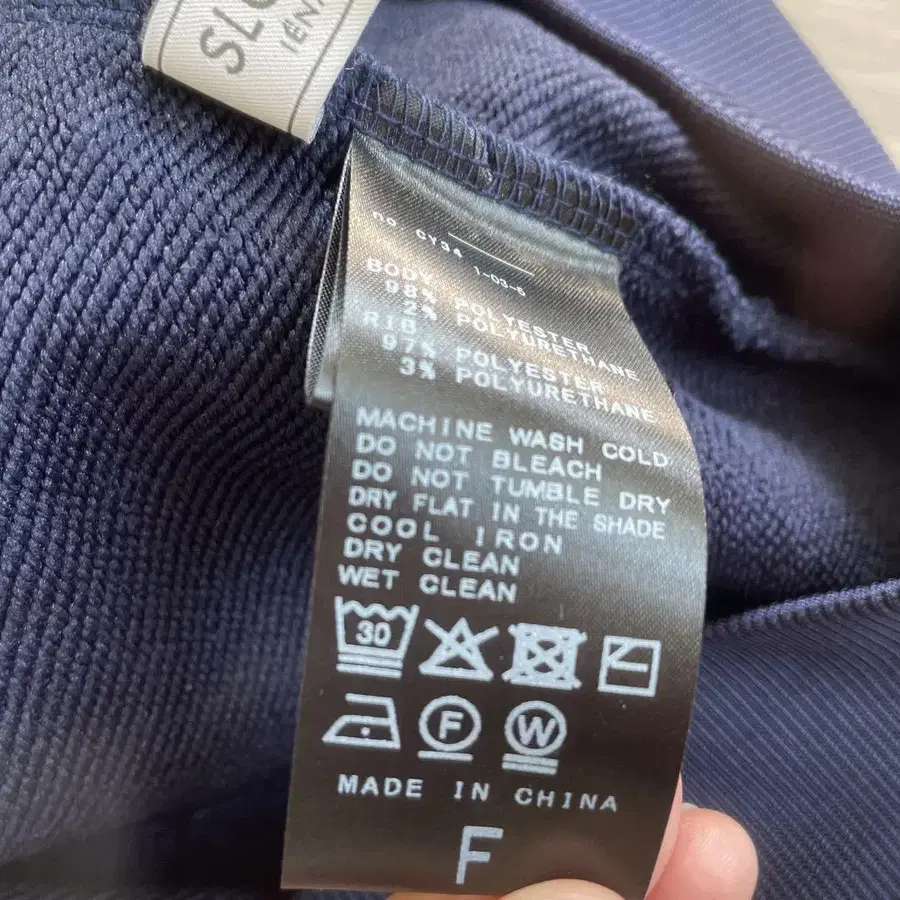 SLO
IENA
no. CY34 1-03-5
BODY
98% POLYESTER
2% POLYURETHANE
RIB
97% POLYESTER
3% POLYURETHANE
MACHINE WASH COLD
DO NOT BLEACH
DO NOT TUMBLE DRY
DRY FLAT IN THE SHADE
COOL IRON
DRY CLEAN
WET CLEAN
30
F W
MADE IN CHINA
F